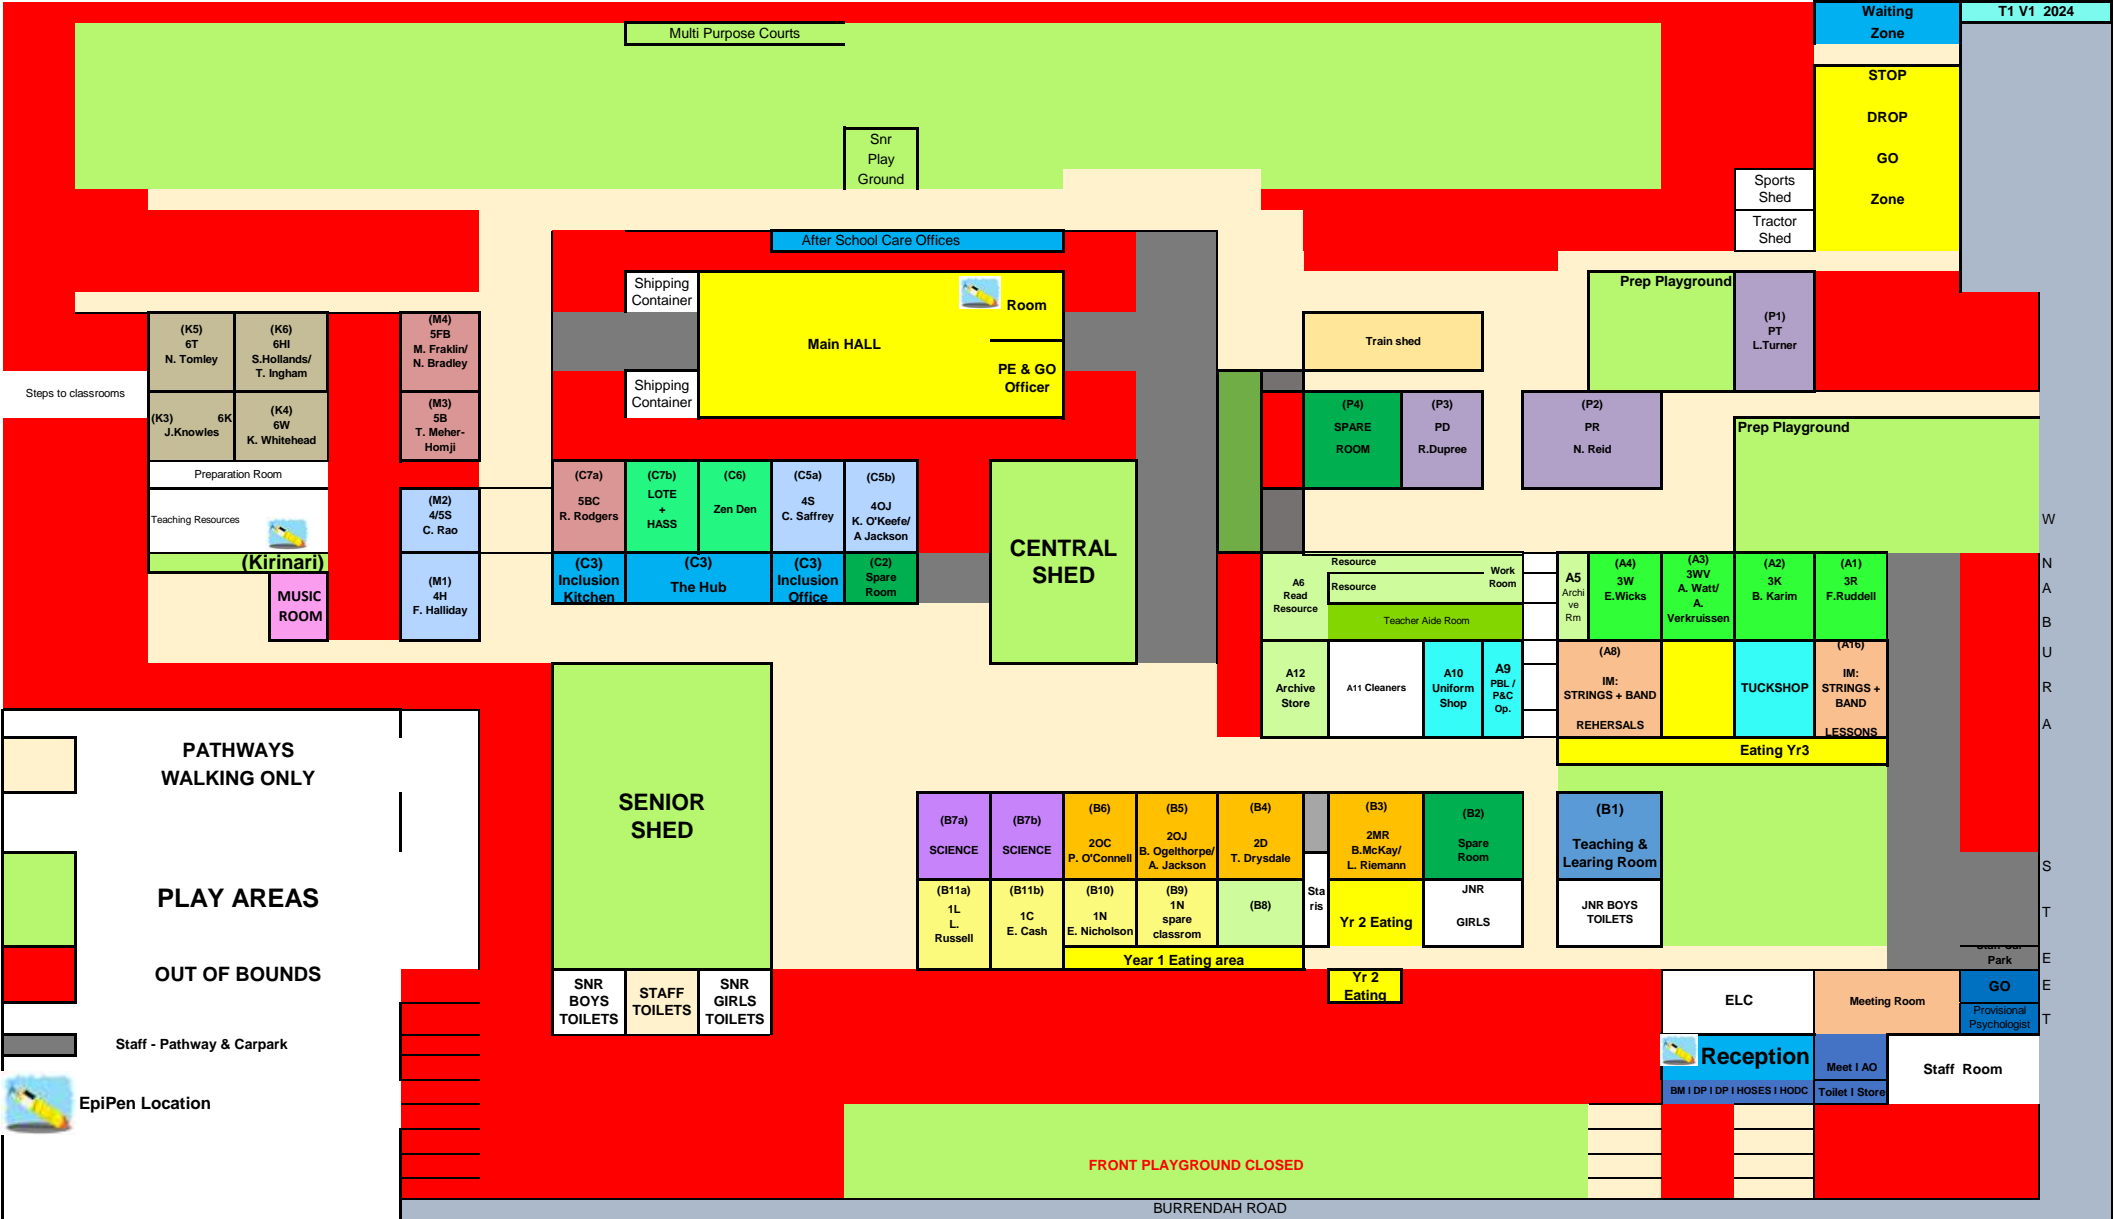 Waiting
Zone
T1 V1 2024
Multi Purpose Courts
STOP
DROP
GO
Zone
Snr
Play
Ground
Sports
Shed
Tractor
Shed
After School Care Offices
Shipping
Container
Main HALL
Room
PE & GO
Officer
Shipping
Container
Prep Playground
(P1)
PT
L.Turner
Train shed
(K5)
6T
N. Tomley
(K6)
6HI
S.Hollands/
T. Ingham
(M4)
5FB
M. Fraklin/
N. Bradley
Steps to classrooms
(K3) 6K
J.Knowles
(K4)
6W
K. Whitehead
(M3)
5B
T. Meher-
Homji
(P4)
SPARE
ROOM
(P3)
PD
R.Dupree
(P2)
PR
N. Reid
Prep Playground
Preparation Room
Teaching Resources
(Kirinari)
MUSIC
ROOM
(M2)
4/5S
C. Rao
(M1)
4H
F. Halliday
(C7a)
5BC
R. Rodgers
(C7b)
LOTE
+
HASS
(C6)
Zen Den
(C5a)
4S
C. Saffrey
(C5b)
4OJ
K. O'Keefe/
A Jackson
(C3)
Inclusion
Kitchen
(C3)
The Hub
(C3)
Inclusion
Office
(C2)
Spare
Room
CENTRAL
SHED
A6
Read
Resource
Resource
Resource
Work
Room
Teacher Aide Room
A5
Archi
ve
Rm
(A4)
3W
E.Wicks
(A3)
3WV
A. Watt/
A.
Verkruissen
(A2)
3K
B. Karim
(A1)
3R
F.Ruddell
A12
Archive
Store
A11 Cleaners
A10
Uniform
Shop
A9
PBL /
P&C
Op.
(A8)
IM:
STRINGS + BAND
REHERSALS
TUCKSHOP
(A16)
IM:
STRINGS +
BAND
LESSONS
Eating Yr3
W
N
A
B
U
R
A
S
T
E
E
T
PATHWAYS
WALKING ONLY
PLAY AREAS
OUT OF BOUNDS
Staff - Pathway & Carpark
EpiPen Location
SENIOR
SHED
(B7a)
SCIENCE
(B7b)
SCIENCE
(B6)
2OC
P. O'Connell
(B5)
2OJ
B. Ogelthorpe/
A. Jackson
(B4)
2D
T. Drysdale
(B3)
2MR
B.McKay/
L. Riemann
(B2)
Spare
Room
(B1)
Teaching &
Learing Room
(B11a)
1L
L.
Russell
(B11b)
1C
E. Cash
(B10)
1N
E. Nicholson
(B9)
1N
spare
classrom
(B8)
Sta
ris
Yr 2 Eating
JNR
GIRLS
JNR BOYS
TOILETS
Year 1 Eating area
Yr 2
Eating
Staff Car
Park
SNR
BOYS
TOILETS
STAFF
TOILETS
SNR
GIRLS
TOILETS
ELC
Meeting Room
GO
Provisional
Psychologist
Reception
Meet I AO
Staff Room
BM I DP I DP I HOSES I HODC
Toilet I Store
FRONT PLAYGROUND CLOSED
BURRENDAH ROAD